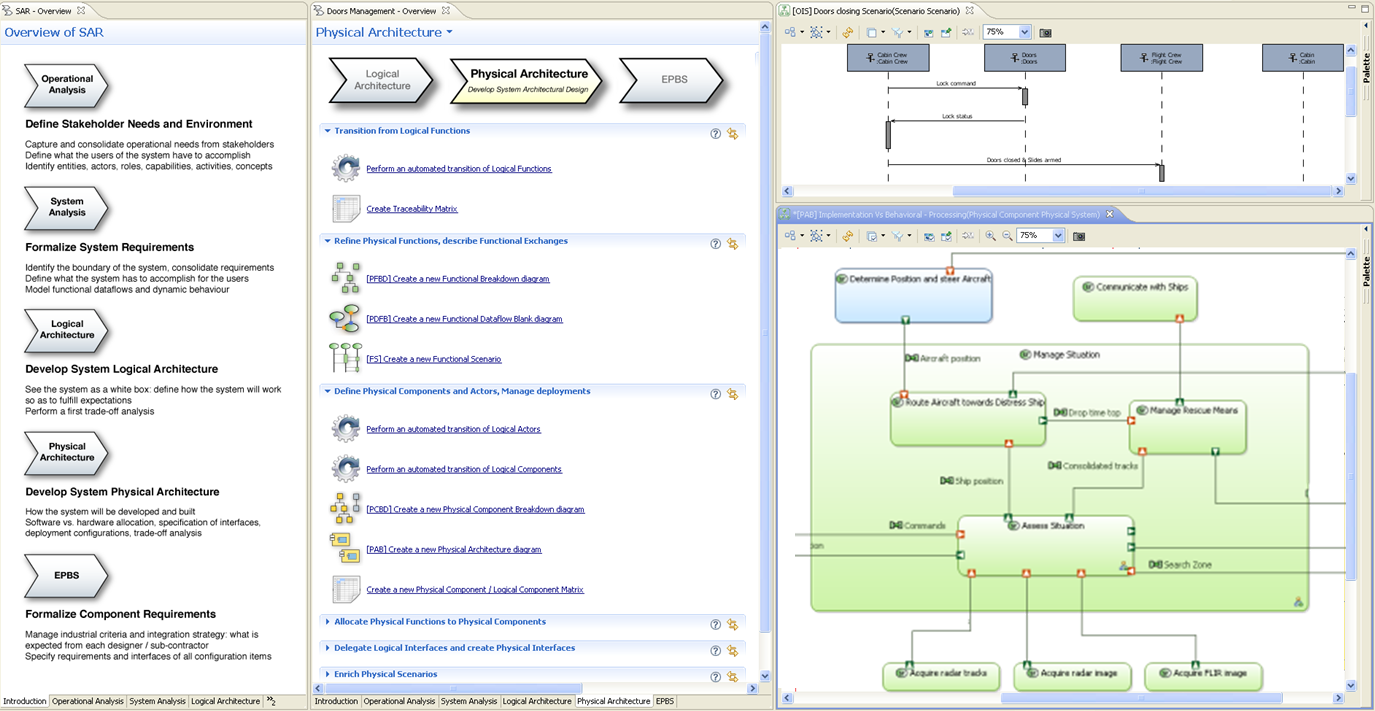 SAR - Overview
Overview of SAR
Operational
Analysis
Define Stakeholder Needs and Environment
Capture and consolidate operational needs from stakeholders
Define what the users of the system have to accomplish
Identify entities, actors, roles, capabilities, activities, concepts
System
Analysis
Formalize System Requirements
Identify the boundary of the system, consolidate requirements
Define what the system has to accomplish for the users
Model functional dataflows and dynamic behaviour
Logical
Architecture
Develop System Logical Architecture
See the system as a white box: define how the system will work
so as to fulfill expectations
Perform a first trade-off analysis
Physical
Architecture
Develop System Physical Architecture
How the system will be developed and built
Software vs. hardware allocation, specification of interfaces,
deployment configurations, trade-off analysis
EPBS
Formalize Component Requirements
Manage industrial criteria and integration strategy: what is
expected from each designer / sub-contractor
Specify requirements and interfaces of all configuration items
Introduction Operational Analysis System Analysis Logical Architecture »2
Doors Management - Overview
Physical Architecture
Logical
Architecture
Physical Architecture
Develop System Architectural Design
EPBS
Transition from Logical Functions
Perform an automated transition of Logical Functions
Create Traceability Matrix
Refine Physical Functions, describe Functional Exchanges
[PFBD] Create a new Functional Breakdown diagram
[PDFB] Create a new Functional Dataflow Blank diagram
[FS] Create a new Functional Scenario
Define Physical Components and Actors, Manage deployments
Perform an automated transition of Logical Actors
Perform an automated transition of Logical Components
[PCBD] Create a new Physical Component Breakdown diagram
[PAB] Create a new Physical Architecture diagram
Create a new Physical Component / Logical Component Matrix
Allocate Physical Functions to Physical Components
Delegate Logical Interfaces and create Physical Interfaces
Enrich Physical Scenarios
Introduction Operational Analysis System Analysis Logical Architecture Physical Architecture EPBS
[OIS] Doors closing Scenario(Scenario Scenario)
75%
Palette
Cabin Crew
:Cabin Crew
Doors
:Doors
Flight Crew
:Flight Crew
Cabin
:Cabin
Lock command
Lock status
Doors closed & Slides armed
*[PAB] Implementation Vs Behavioral - Processing(Physical Component Physical System)
75%
Palette
Determine Position and steer Aircraft
Communicate with Ships
Aircraft position
Manage Situation
Route Aircraft towards Distress Ship
Drop time top
Manage Rescue Means
Consolidated tracks
Ship position
Commands
Assess Situation
Search Zone
Acquire radar tracks
Acquire radar image
Acquire FLIR image